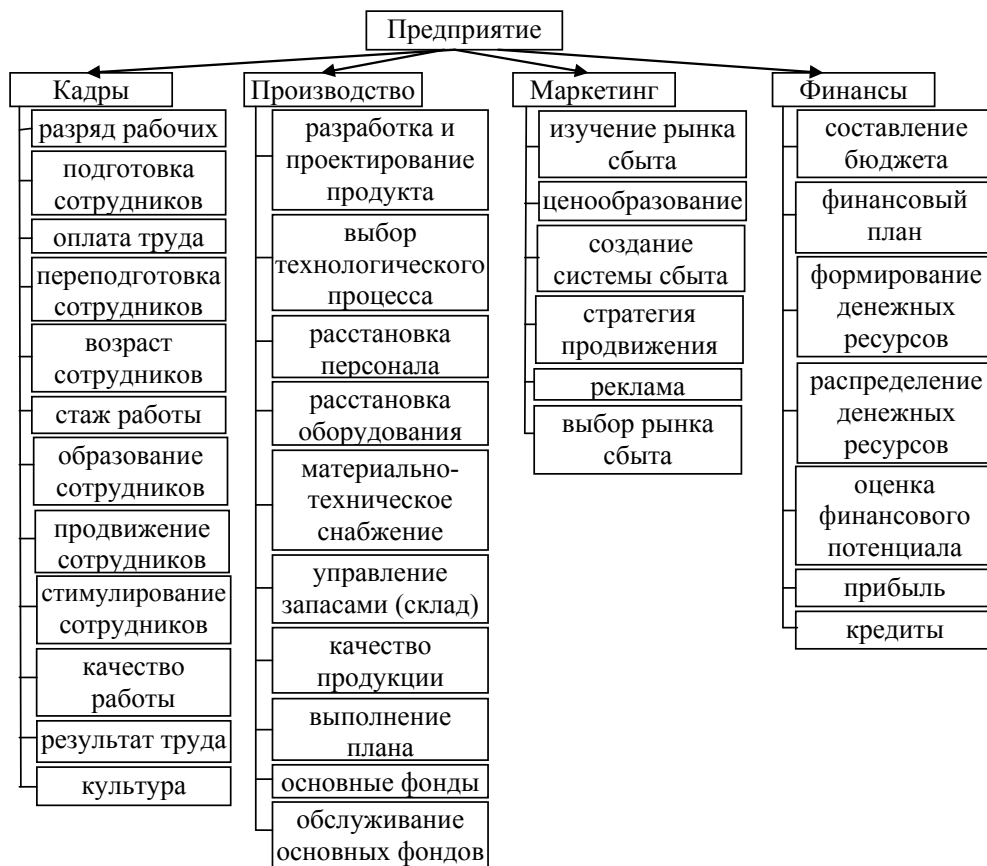 Предприятие
Кадры
разряд рабочих
подготовка
сотрудников
оплата труда
переподготовка
сотрудников
возраст
сотрудников
стаж работы
образование
сотрудников
продвижение
сотрудников
стимулирование
сотрудников
качество
работы
результат труда
культура
Производство
разработка и
проектирование
продукта
выбор
технологического
процесса
расстановка
персонала
расстановка
оборудования
материально-
техническое
снабжение
управление
запасами (склад)
качество
продукции
выполнение
плана
основные фонды
обслуживание
основных фондов
Маркетинг
изучение рынка
сбыта
ценообразование
создание
системы сбыта
стратегия
продвижения
реклама
выбор рынка
сбыта
Финансы
составление
бюджета
финансовый
план
формирование
денежных
ресурсов
распределение
денежных
ресурсов
оценка
финансового
потенциала
прибыль
кредиты